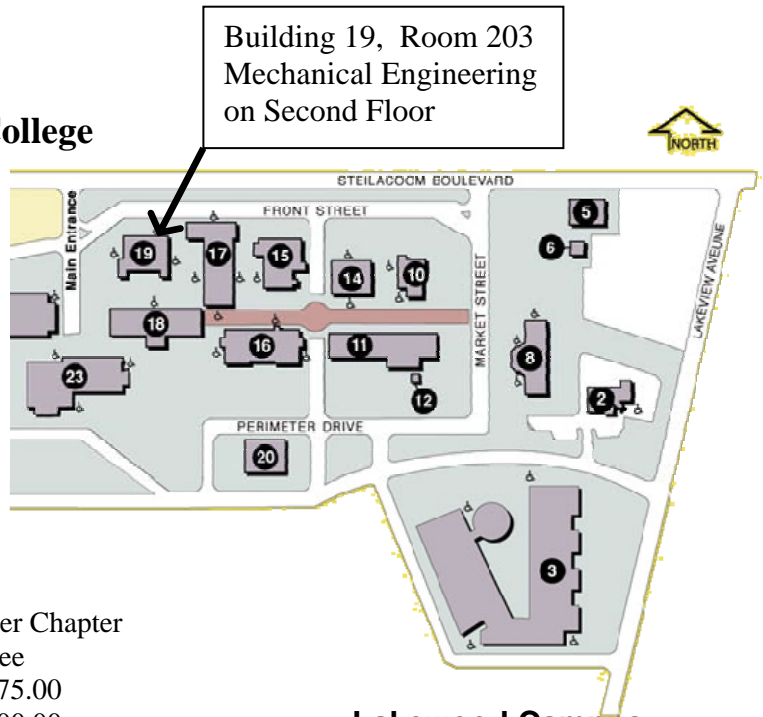 Building 19, Room 203
Mechanical Engineering
on Second Floor
ollege
NORTH
STEILACOOM BOULEVARD
FRONT STREET
Main Entrance
MARKET STREET
LAKEVIEW AVEUNE
5
6
19
17
15
14
10
18
16
11
8
23
12
2
PERIMETER DRIVE
20
3
er Chapter
ee
75.00